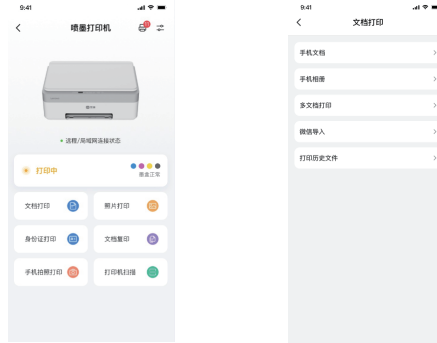 9:41
喷墨打印机
远程/局域网连接状态
打印中
墨盒正常
文档打印
照片打印
身份证打印
文档复印
手机拍照打印
打印机扫描
9:41
文档打印
手机文档
手机相册
多文档打印
微信导入
打印历史文件